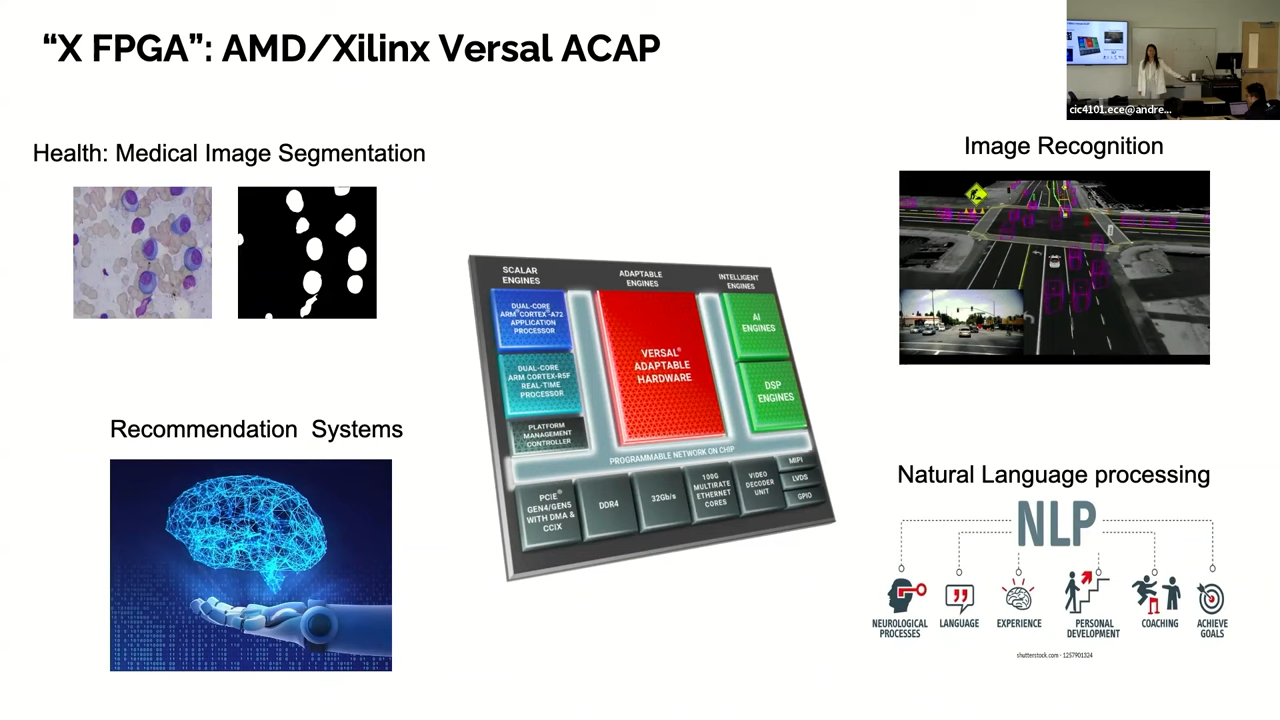 “X FPGA”: AMD/Xilinx Versal ACAP
cic4101.ece@andre...
Health: Medical Image Segmentation
Image Recognition
SCALAR
ENGINES
ADAPTABLE
ENGINES
INTELLIGENT
ENGINES
DUAL-CORE
ARM® CORTEX®-A72
APPLICATION
PROCESSOR
DUAL-CORE
ARM CORTEX-R5F
REAL-TIME
PROCESSOR
PLATFORM
MANAGEMENT
CONTROLLER
VERSAL®
ADAPTABLE
HARDWARE
AI
ENGINES
DSP
ENGINES
PROGRAMMABLE NETWORK ON CHIP
PCIE®
GEN4/GEN5
WITH DMA &
CCIX
DDR4
32Gb/s
100G
MULTIRATE
ETHERNET
CORES
VIDEO
DECODER
UNIT
MIPI
LVDS
GPIO
Recommendation Systems
Natural Language processing
NLP
NEUROLOGICAL
PROCESSES
LANGUAGE
EXPERIENCE
PERSONAL
DEVELOPMENT
COACHING
ACHIEVE
GOALS
shutterstock.com · 1257901324